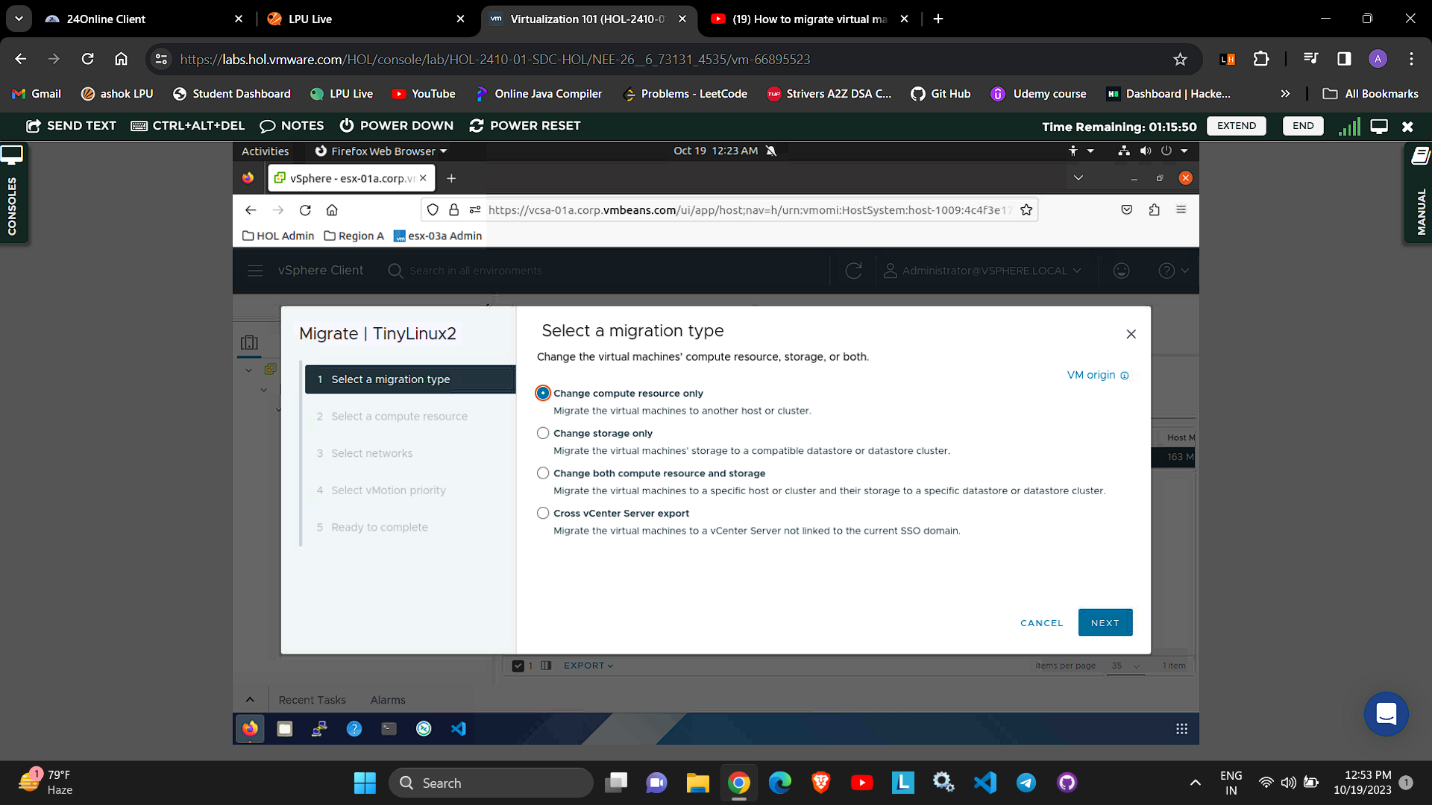 24Online Client
LPU Live
vm Virtualization 101 (HOL-2410-0
(19) How to migrate virtual ma
https://labs.hol.vmware.com/HOL/console/lab/HOL-2410-01-SDC-HOL/NEE-26__6_73131_4535/vm-66895523
LH
A
Gmail
ashok LPU
Student Dashboard
LPU Live
YouTube
Online Java Compiler
Problems - LeetCode
TUF Strivers A2Z DSA C...
Git Hub
Udemy course
Dashboard | Hacke...
All Bookmarks
SEND TEXT
CTRL+ALT+DEL
NOTES
POWER DOWN
POWER RESET
Time Remaining: 01:15:50
EXTEND
END
CONSOLES
MANUAL
Activities
Firefox Web Browser
Oct 19 12:23 AM
vSphere - esx-01a.corp.vm
https://vcsa-01a.corp.vmbeans.com/ui/app/host;nav=h/urn:vmomi:HostSystem:host-1009:4c4f3e17
HOL Admin
Region A
vm esx-03a Admin
vSphere Client
Search in all environments
Administrator@VSPHERE.LOCAL
Migrate | TinyLinux2
1 Select a migration type
2 Select a compute resource
3 Select networks
4 Select vMotion priority
5 Ready to complete
Select a migration type
Change the virtual machines' compute resource, storage, or both.
VM origin
Change compute resource only
Migrate the virtual machines to another host or cluster.
Change storage only
Migrate the virtual machines' storage to a compatible datastore or datastore cluster.
Change both compute resource and storage
Migrate the virtual machines to a specific host or cluster and their storage to a specific datastore or datastore cluster.
Cross vCenter Server export
Migrate the virtual machines to a vCenter Server not linked to the current SSO domain.
CANCEL
NEXT
Host M
163 M
1
EXPORT
Items per page
35
1 item
Recent Tasks
Alarms
1
79°F
Haze
Search
L
ENG
IN
12:53 PM
10/19/2023
1